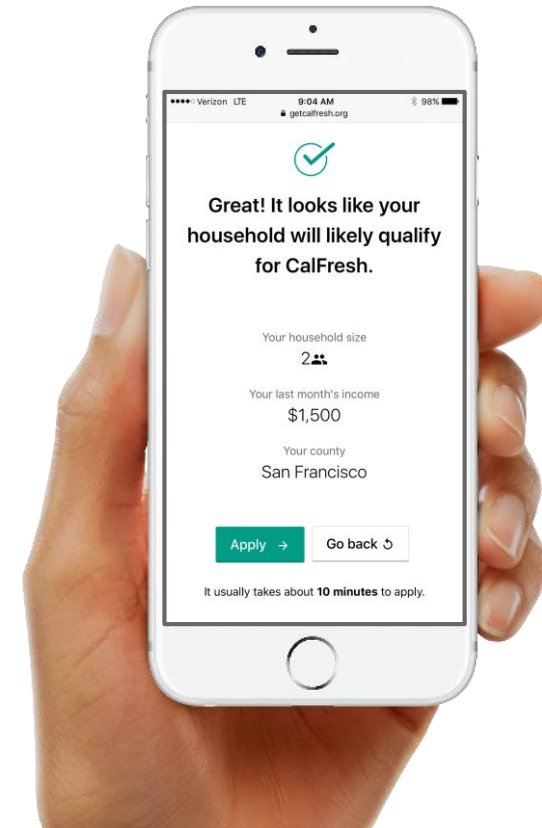 Verizon LTE 9:04 AM 98%
getcalfresh.org
Great! It looks like your
household will likely qualify
for CalFresh.
Your household size
2
Your last month's income
$1,500
Your county
San Francisco
Apply → Go back
It usually takes about 10 minutes to apply.